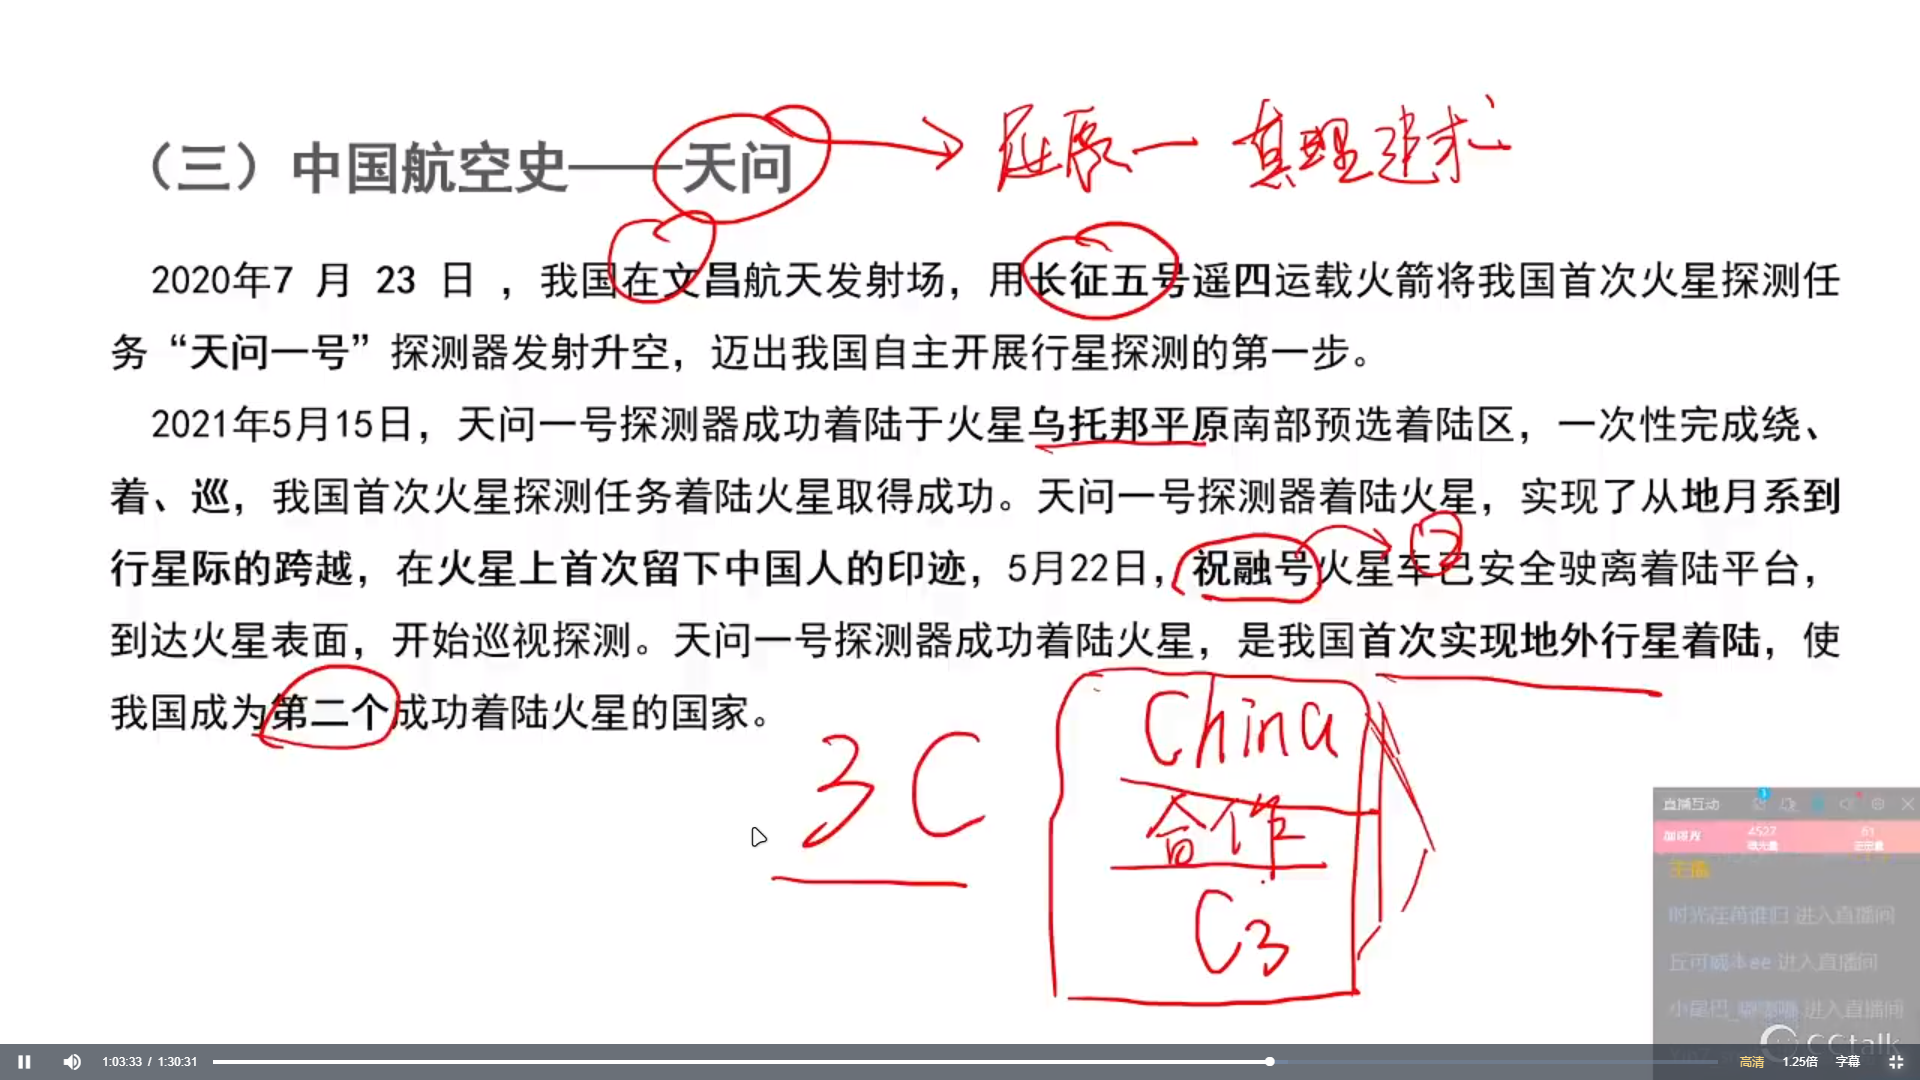 （三）中国航空史——天问
屈原一 真理追求
2020年7 月 23 日 ，我国在文昌航天发射场，用长征五号遥四运载火箭将我国首次火星探测任
务“天问一号”探测器发射升空，迈出我国自主开展行星探测的第一步。
2021年5月15日，天问一号探测器成功着陆于火星乌托邦平原南部预选着陆区，一次性完成绕、
着、巡，我国首次火星探测任务着陆火星取得成功。天问一号探测器着陆火星，实现了从地月系到
行星际的跨越，在火星上首次留下中国人的印迹，5月22日，祝融号火星车已安全驶离着陆平台，
到达火星表面，开始巡视探测。天问一号探测器成功着陆火星，是我国首次实现地外行星着陆，使
我国成为第二个成功着陆火星的国家。
3C
China
合作
C3
直播互动
1
4527
61
主播
进入直播间
进入直播间
进入直播间
CCtalk
1:03:33 / 1:30:31
高清 1.25倍 字幕